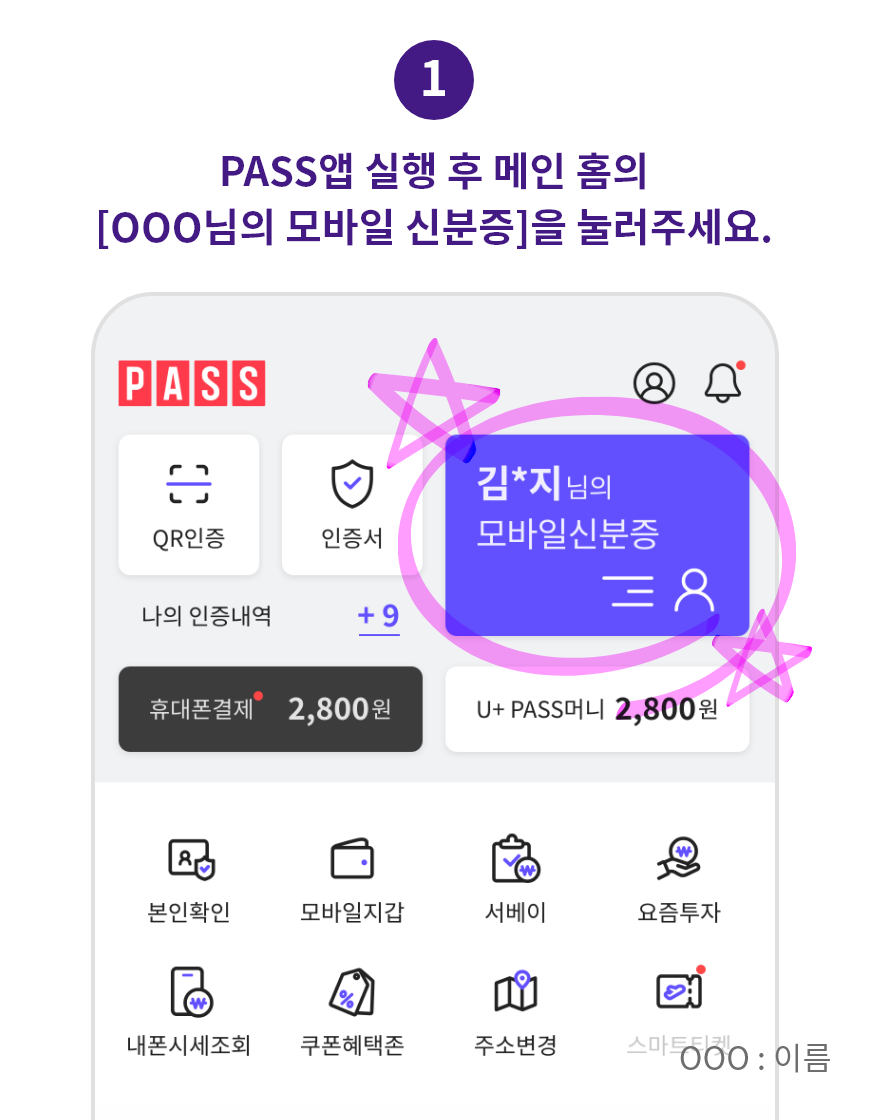 1
PASS앱 실행 후 메인 홈의
[OOO님의 모바일 신분증]을 눌러주세요.
PASS
QR인증
인증서
김*지님의
모바일신분증
나의 인증내역 + 9
휴대폰결제 2,800원
U+ PASS머니 2,800원
본인확인 모바일지갑 서베이 요즘투자
내폰시세조회 쿠폰혜택존 주소변경 스마트티켓
OOO : 이름